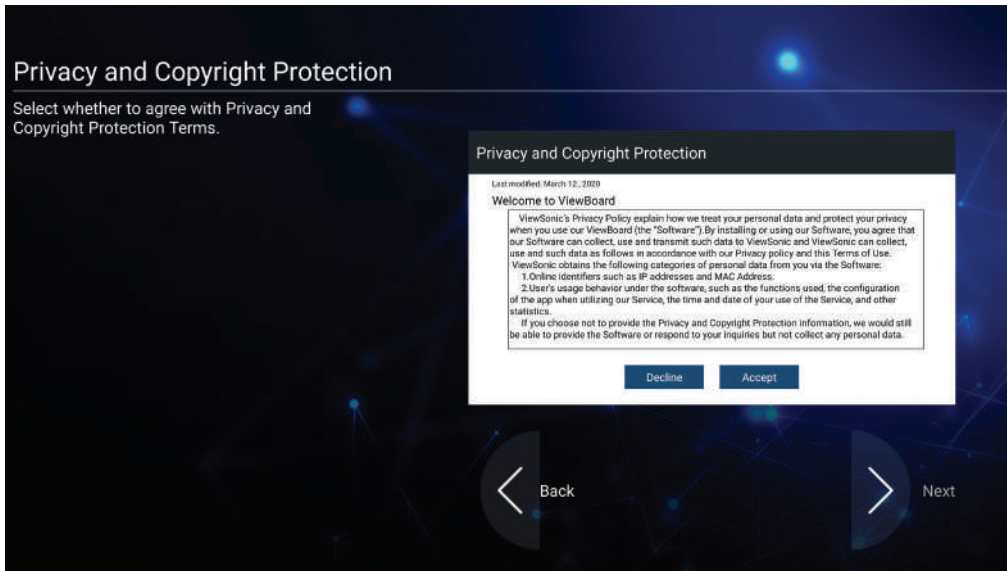 Privacy and Copyright Protection
Select whether to agree with Privacy and
Copyright Protection Terms.
Privacy and Copyright Protection
Last modified: March 12., 2020
Welcome to ViewBoard
ViewSonic's Privacy Policy explain how we treat your personal data and protect your privacy
when you use our ViewBoard (the "Software").By installing or using our Software, you agree that
our Software can collect, use and transmit such data to ViewSonic and ViewSonic can collect,
use and such data as follows in accordance with our Privacy policy and this Terms of Use.
ViewSonic obtains the following categories of personal data from you via the Software:
1.Online identifiers such as IP addresses and MAC Address.
2.User's usage behavior under the software, such as the functions used, the configuration
of the app when utilizing our Service, the time and date of your use of the Service, and other
statistics.
If you choose not to provide the Privacy and Copyright Protection information, we would still
be able to provide the Software or respond to your inquiries but not collect any personal data.
Decline Accept
Back Next